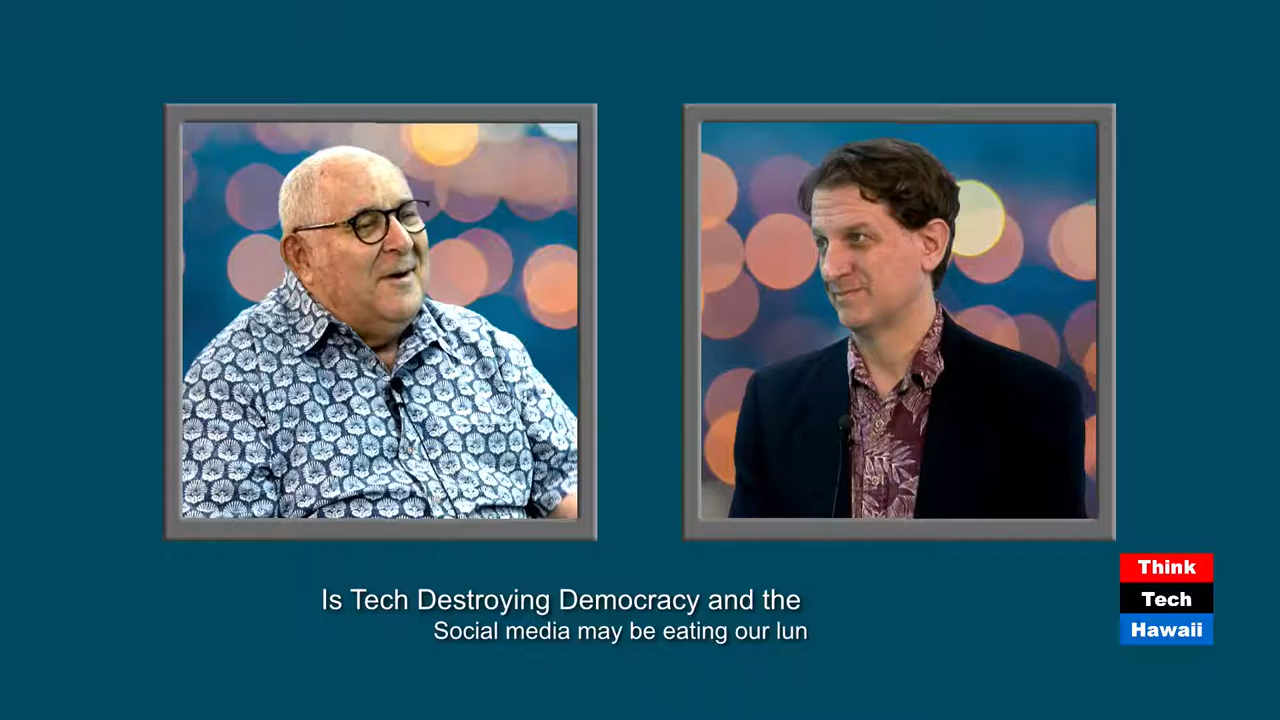 Is Tech Destroying Democracy and the
Social media may be eating our lun
Think
Tech
Hawaii